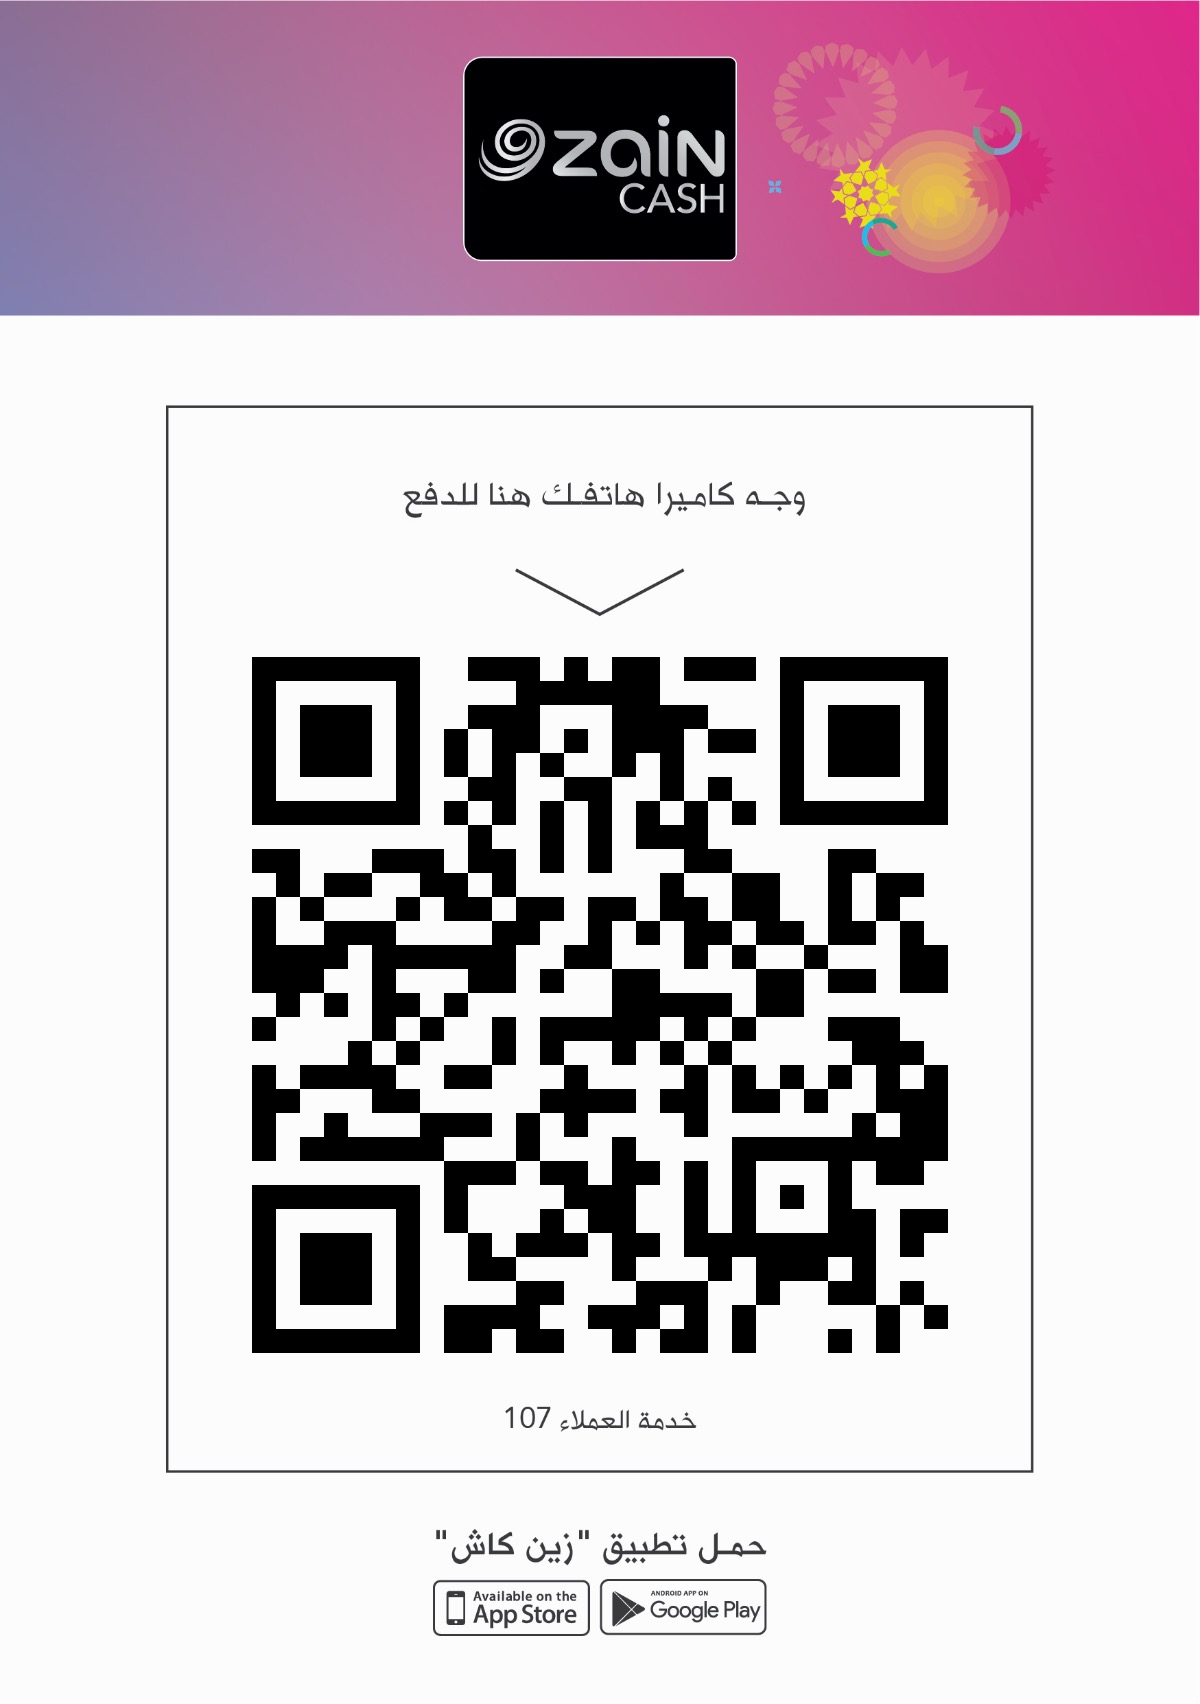 zain
CASH
وجه كاميرا هاتفك هنا للدفع
خدمة العملاء 107
حمل تطبيق "زين كاش"
Available on the
App Store
ANDROID APP ON
Google Play